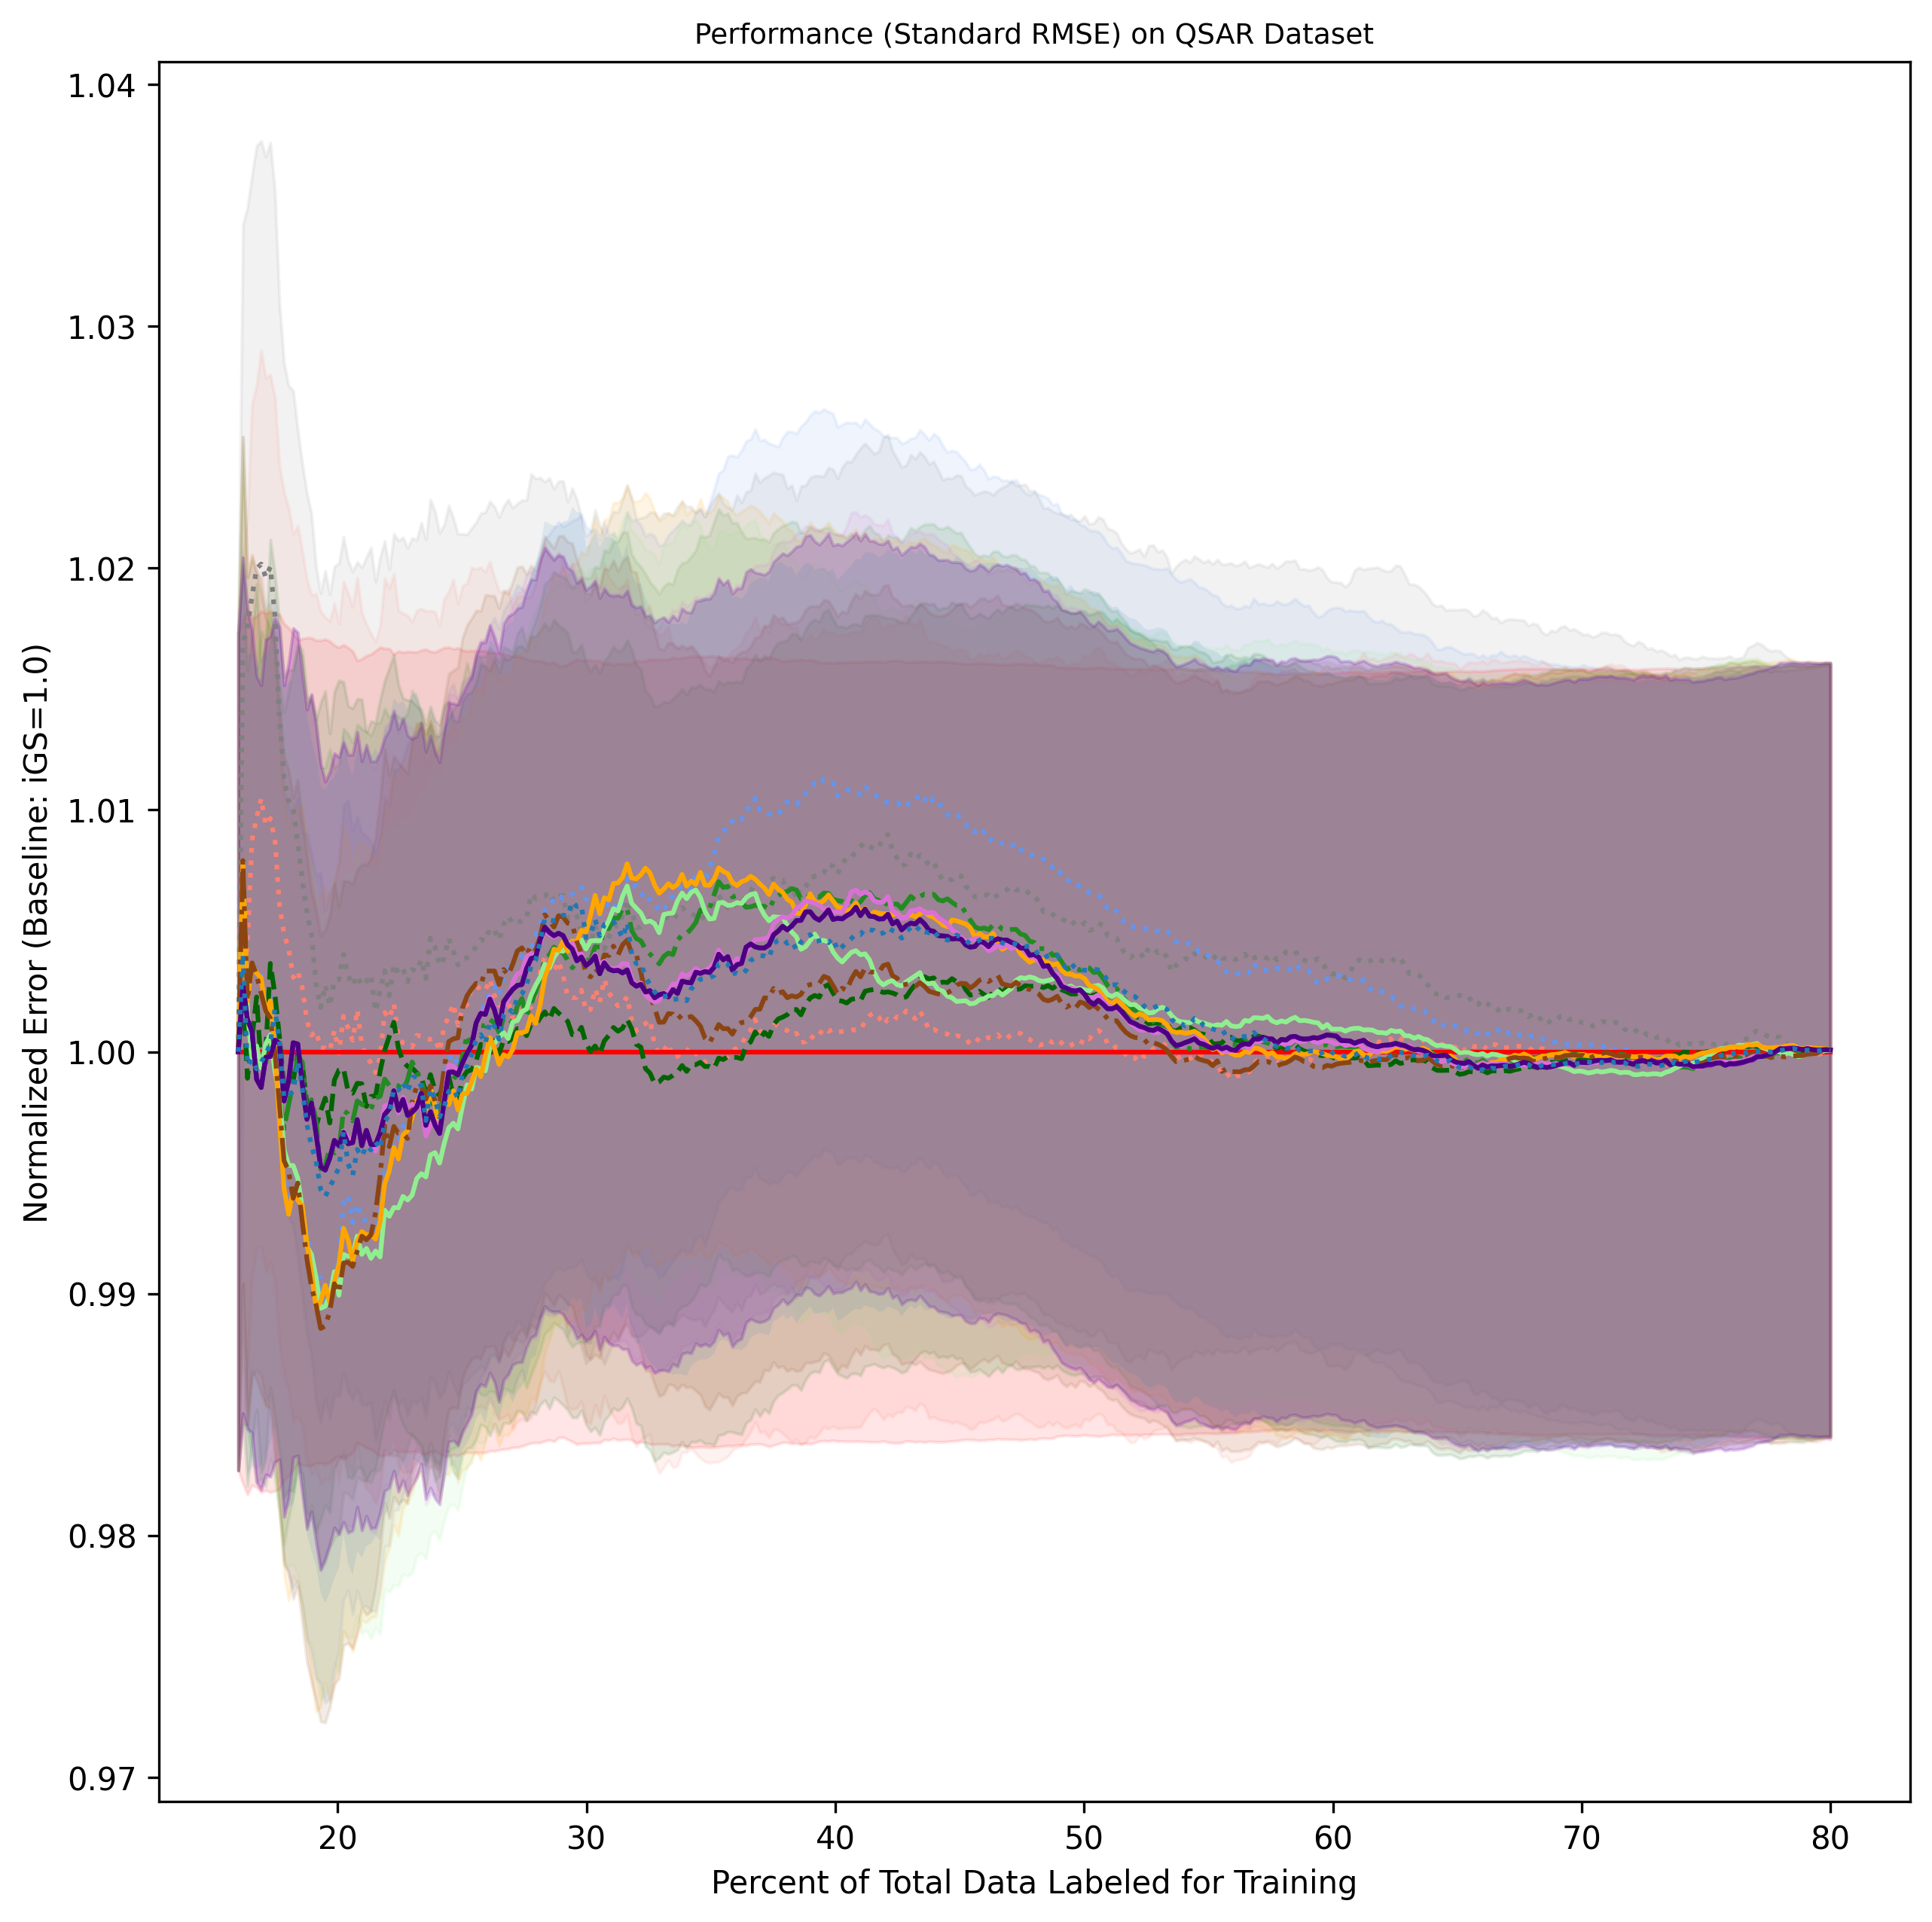 Performance (Standard RMSE) on QSAR Dataset
Normalized Error (Baseline: iGS=1.0)
1.04
1.03
1.02
1.01
1.00
0.99
0.98
0.97
20 30 40 50 60 70 80
Percent of Total Data Labeled for Training